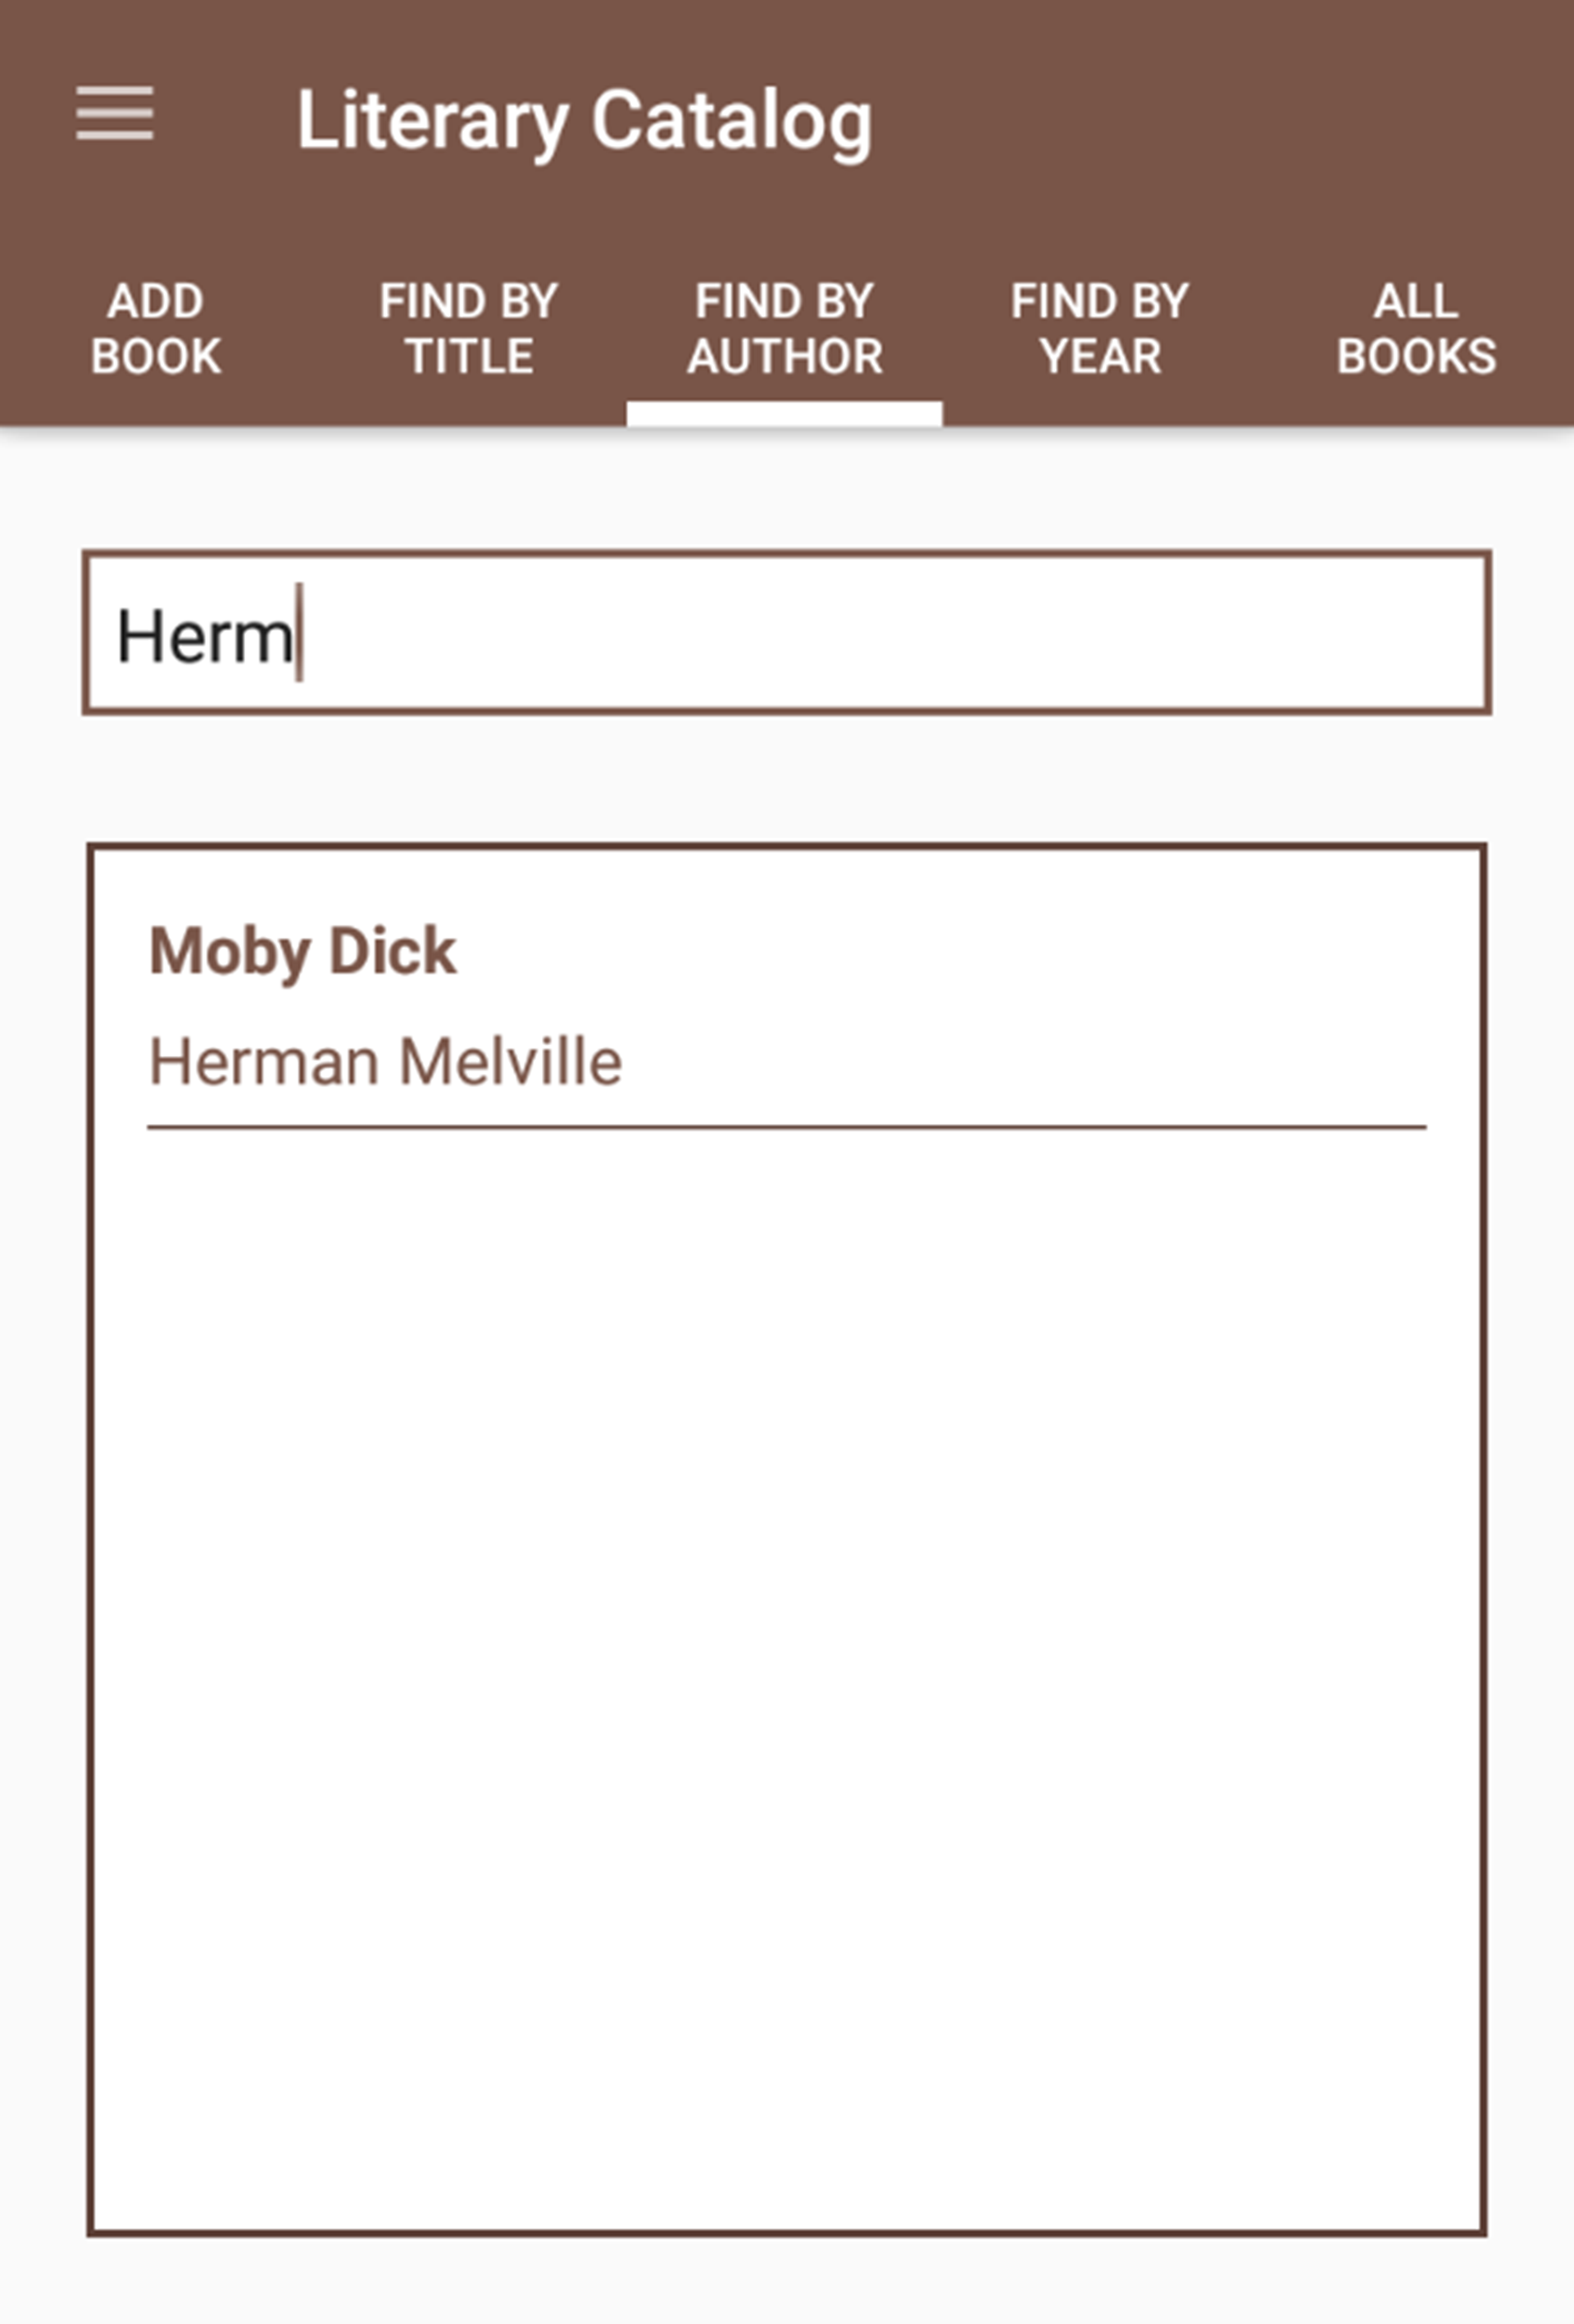 Literary Catalog
ADD BOOK
FIND BY TITLE
FIND BY AUTHOR
FIND BY YEAR
ALL BOOKS
Herm
Moby Dick
Herman Melville